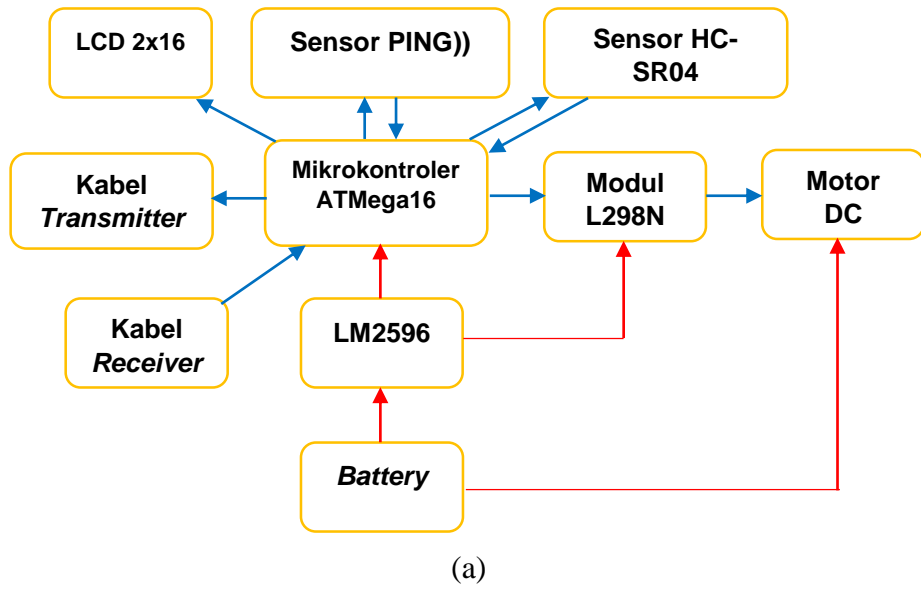 LCD 2x16
Sensor PING))
Sensor HC-
SR04
Kabel
Transmitter
Mikrokontroler
ATMega16
Modul
L298N
Motor
DC
Kabel
Receiver
LM2596
Battery
(a)